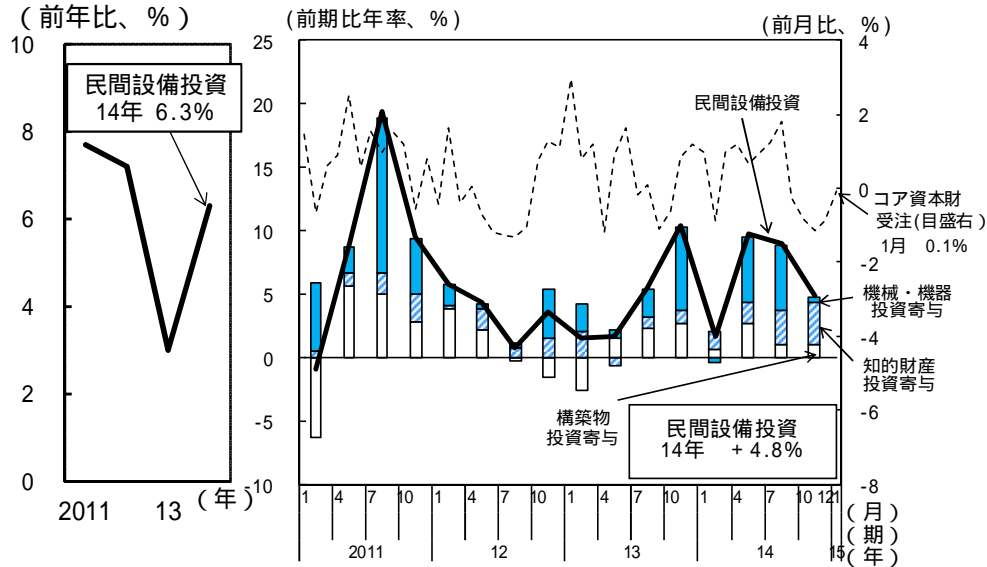 (前年比、%)
10
8
6
4
2
0
民間設備投資
14年 6.3%
2011 13
(年)
(前期比年率、%)
25
20
15
10
5
0
-5
-10
(前月比、%)
4
2
0
-2
-4
-6
-8
民間設備投資
コア資本財
受注(目盛右)
1月 0.1%
機械・機器
投資寄与
知的財産
投資寄与
構築物
投資寄与
民間設備投資
14年 +4.8%
1 4 7 10 1 4 7 10 1 4 7 10 1 4 7 10 12 1
(月)
(期)
2011 12 13 14 15
(年)